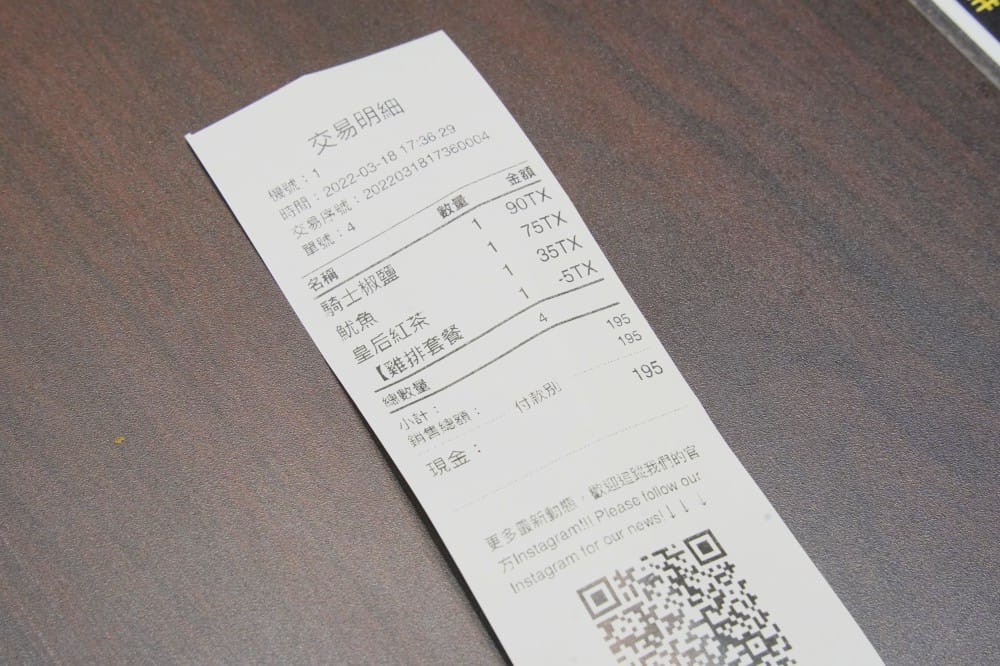 交易明細
機號：1
時間：2022-03-18 17:36:29
交易序號：2022031817360004
單號：4
名稱 數量 金額
騎士椒鹽 1 90TX
魷魚 1 75TX
皇后紅茶 1 35TX
【雞排套餐 1 -5TX
總數量 4
小計： 195
銷售總額： 195
付款別
現金： 195
更多最新動態，歡迎追蹤我們的官
方Instagram!!! Please follow our
Instagram for our news!↓↓↓